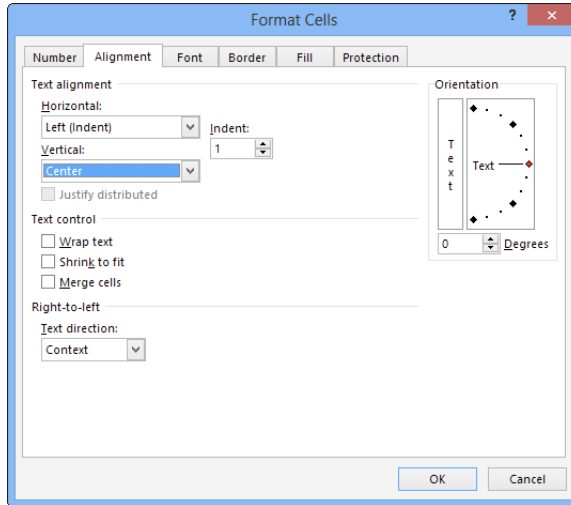 Format Cells
? ×
Number Alignment Font Border Fill Protection
Text alignment
Horizontal:
Left (Indent)
Indent:
1
Vertical:
Center
Justify distributed
Text control
Wrap text
Shrink to fit
Merge cells
Right-to-left
Text direction:
Context
Orientation
Text
Text
0 Degrees
OK Cancel